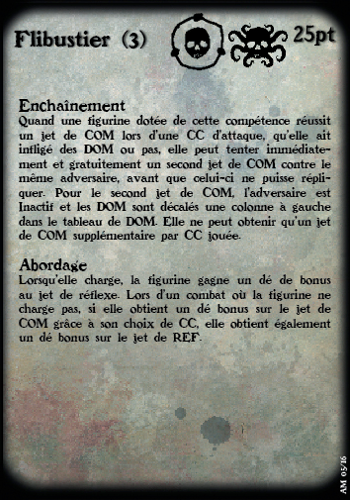 Flibustier (3) 25pt
Enchaînement
Quand une figurine dotée de cette compétence réussit
un jet de COM lors d'une CC d'attaque, qu'elle ait
infligé des DOM ou pas, elle peut tenter immédiate-
ment et gratuitement un second jet de COM contre le
même adversaire, avant que celui-ci ne puisse répli-
quer. Pour le second jet de COM, l'adversaire est
Inactif et les DOM sont décalés une colonne à gauche
dans le tableau de DOM. Elle ne peut obtenir qu'un jet
de COM supplémentaire par CC jouée.
Abordage
Lorsqu'elle charge, la figurine gagne un dé de bonus
au jet de réflexe. Lors d'un combat où la figurine ne
charge pas, si elle obtient un dé bonus sur le jet de
COM grâce à son choix de CC, elle obtient également
un dé bonus sur le jet de REF.
AM 05/16